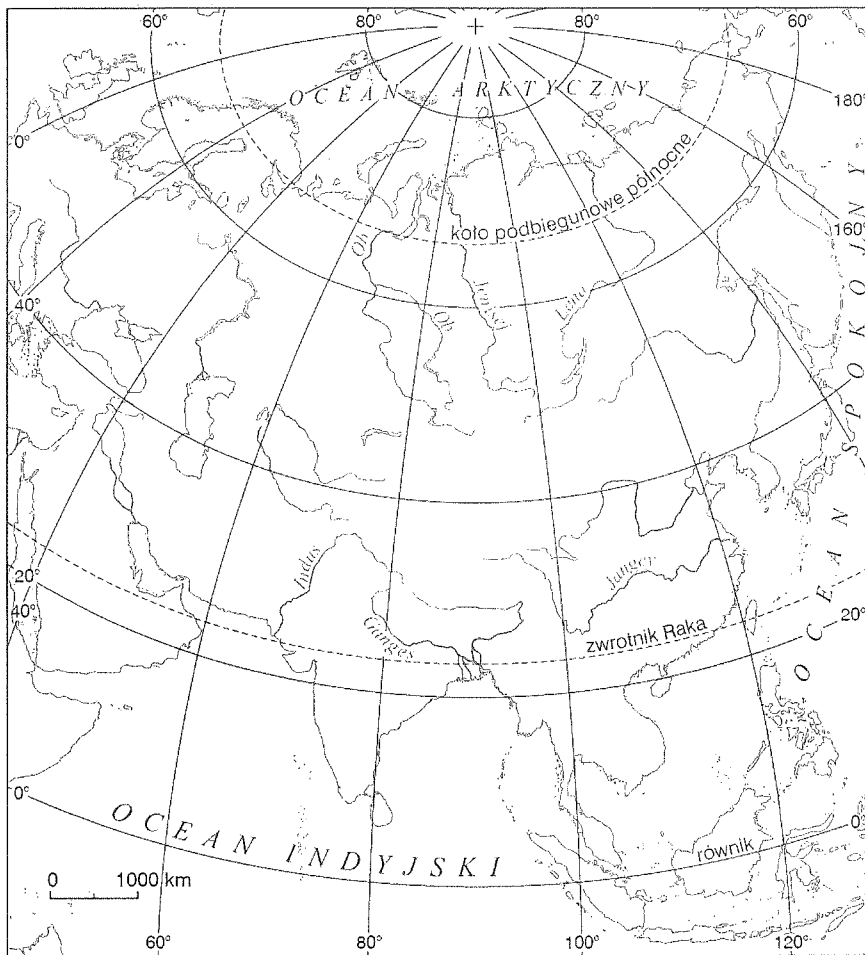 60°
80°
60°
OCEAN ARKTYCZNY
0°
180°
koło podbiegunowe północne
160°
Ob
Jenisej
Lena
Ob
40°
OCEAN SPOKOJNY
Indus
Jangcy
20°
40°
Ganges
zwrotnik Raka
20°
0°
OCEAN INDYJSKI
równik
0°
0 1000 km
60°
80°
100°
120°